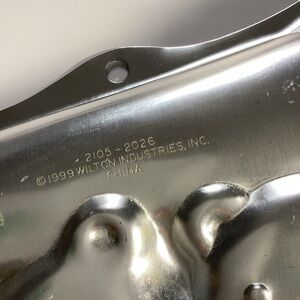 2105-2026
©1999 WILTON INDUSTRIES, INC.
CHINA